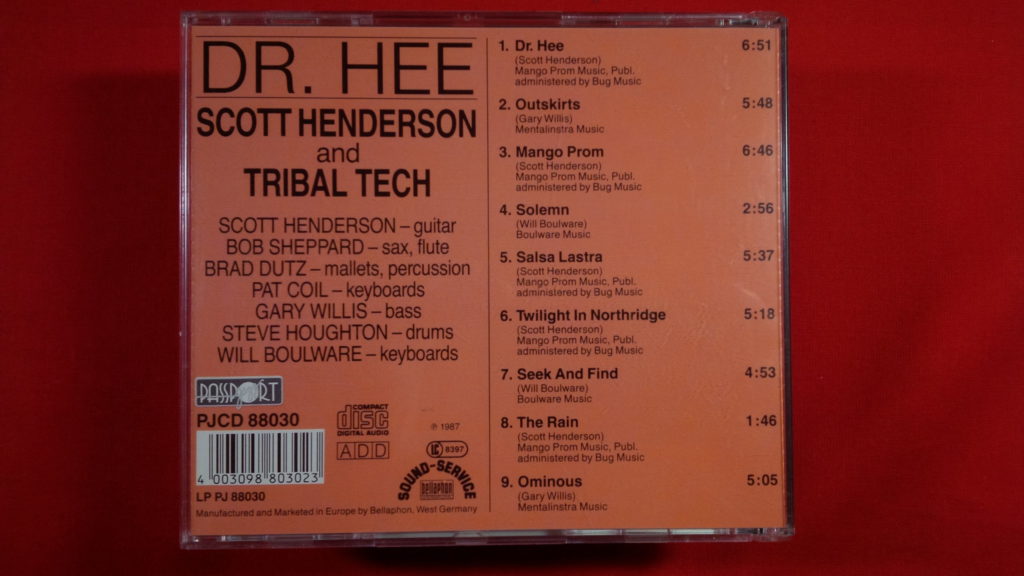 DR. HEE
SCOTT HENDERSON
and
TRIBAL TECH
SCOTT HENDERSON – guitar
BOB SHEPPARD – sax, flute
BRAD DUTZ – mallets, percussion
PAT COIL – keyboards
GARY WILLIS – bass
STEVE HOUGHTON – drums
WILL BOULWARE – keyboards
PASSPORT
PJCD 88030
4 003098 803023
LP PJ 88030
COMPACT
disc
DIGITAL AUDIO
ADD
℗ 1987
LC 8397
SOUND-SERVICE
bellaphon
Manufactured and Marketed in Europe by Bellaphon, West Germany
1. Dr. Hee 6:51
(Scott Henderson)
Mango Prom Music, Publ.
administered by Bug Music
2. Outskirts 5:48
(Gary Willis)
Mentalinstra Music
3. Mango Prom 6:46
(Scott Henderson)
Mango Prom Music, Publ.
administered by Bug Music
4. Solemn 2:56
(Will Boulware)
Boulware Music
5. Salsa Lastra 5:37
(Scott Henderson)
Mango Prom Music, Publ.
administered by Bug Music
6. Twilight In Northridge 5:18
(Scott Henderson)
Mango Prom Music, Publ.
administered by Bug Music
7. Seek And Find 4:53
(Will Boulware)
Boulware Music
8. The Rain 1:46
(Scott Henderson)
Mango Prom Music, Publ.
administered by Bug Music
9. Ominous 5:05
(Gary Willis)
Mentalinstra Music